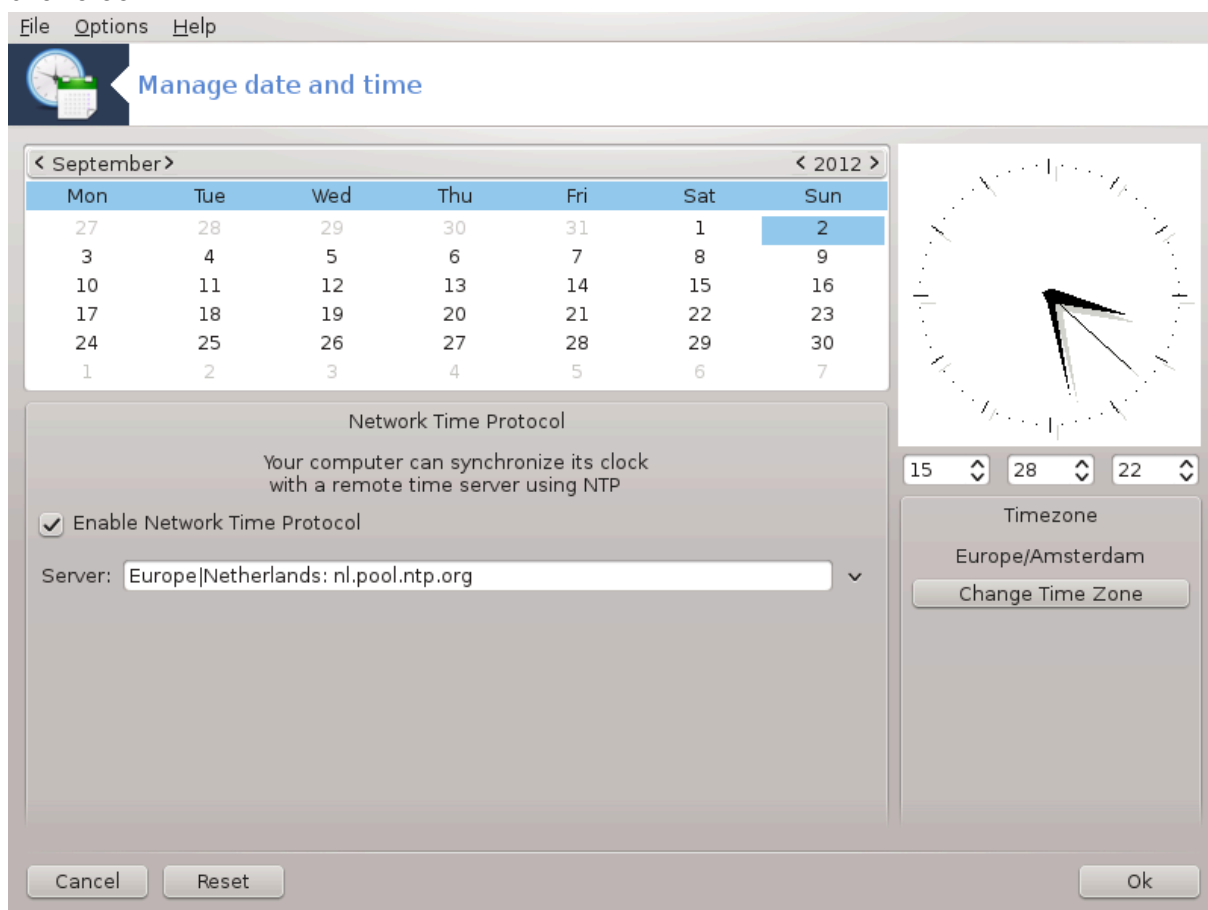 File Options Help
Manage date and time
< September > < 2012 >
Mon Tue Wed Thu Fri Sat Sun
27 28 29 30 31 1 2
3 4 5 6 7 8 9
10 11 12 13 14 15 16
17 18 19 20 21 22 23
24 25 26 27 28 29 30
1 2 3 4 5 6 7
Network Time Protocol
Your computer can synchronize its clock
with a remote time server using NTP
Enable Network Time Protocol
Server: Europe|Netherlands: nl.pool.ntp.org
15 28 22
Timezone
Europe/Amsterdam
Change Time Zone
Cancel Reset Ok